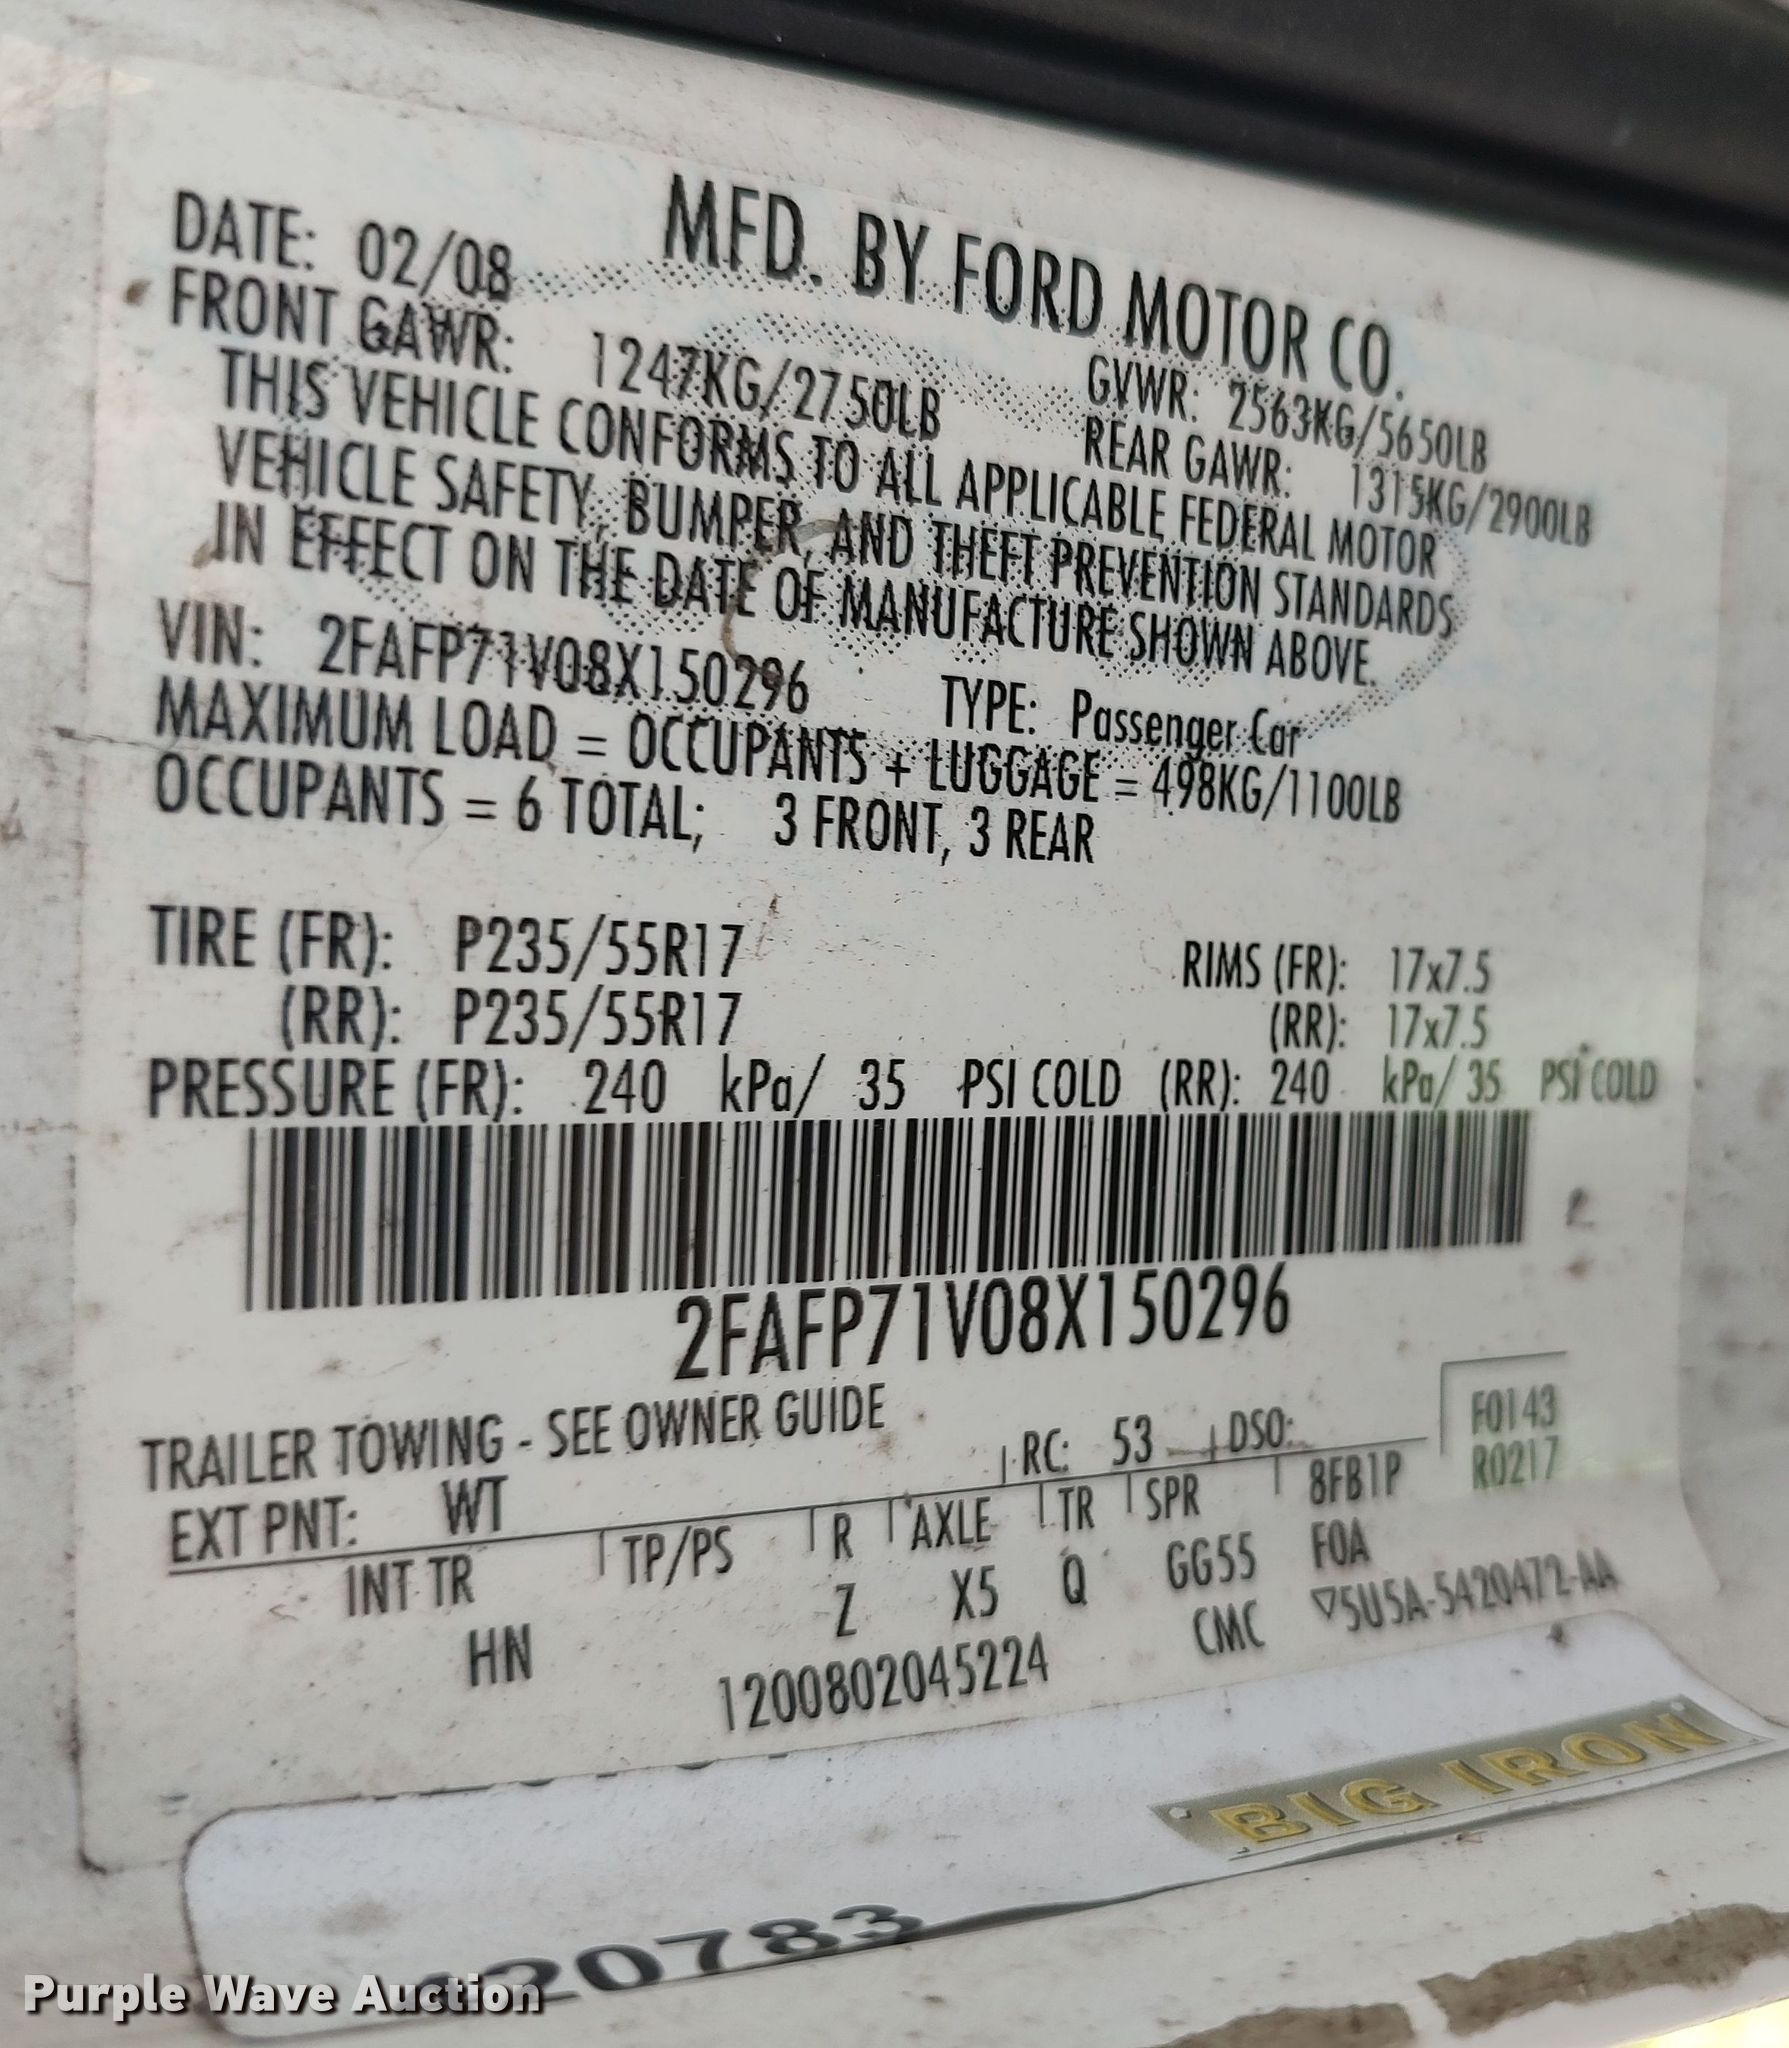 MFD. BY FORD MOTOR CO.
DATE: 02/08 GVWR: 2563KG/5650LB
FRONT GAWR: 1247KG/2750LB REAR GAWR: 1315KG/2900LB
THIS VEHICLE CONFORMS TO ALL APPLICABLE FEDERAL MOTOR
VEHICLE SAFETY, BUMPER, AND THEFT PREVENTION STANDARDS
IN EFFECT ON THE DATE OF MANUFACTURE SHOWN ABOVE.
VIN: 2FAFP71V08X150296 TYPE: Passenger Car
MAXIMUM LOAD = OCCUPANTS + LUGGAGE = 498KG/1100LB
OCCUPANTS = 6 TOTAL; 3 FRONT, 3 REAR
TIRE (FR): P235/55R17 RIMS (FR): 17x7.5
(RR): P235/55R17 (RR): 17x7.5
PRESSURE (FR): 240 kPa/ 35 PSI COLD (RR): 240 kPa/ 35 PSI COLD
2FAFP71V08X150296
TRAILER TOWING - SEE OWNER GUIDE
F0143
R0217
EXT PNT: WT RC: 53 DSO:
INT TR TP/PS R AXLE TR SPR 8FB1P
HN Z X5 Q GG55 FOA
1200802045224 CMC ▽5U5A-5420472-AA
BIG IRON
20783
Purple Wave Auction